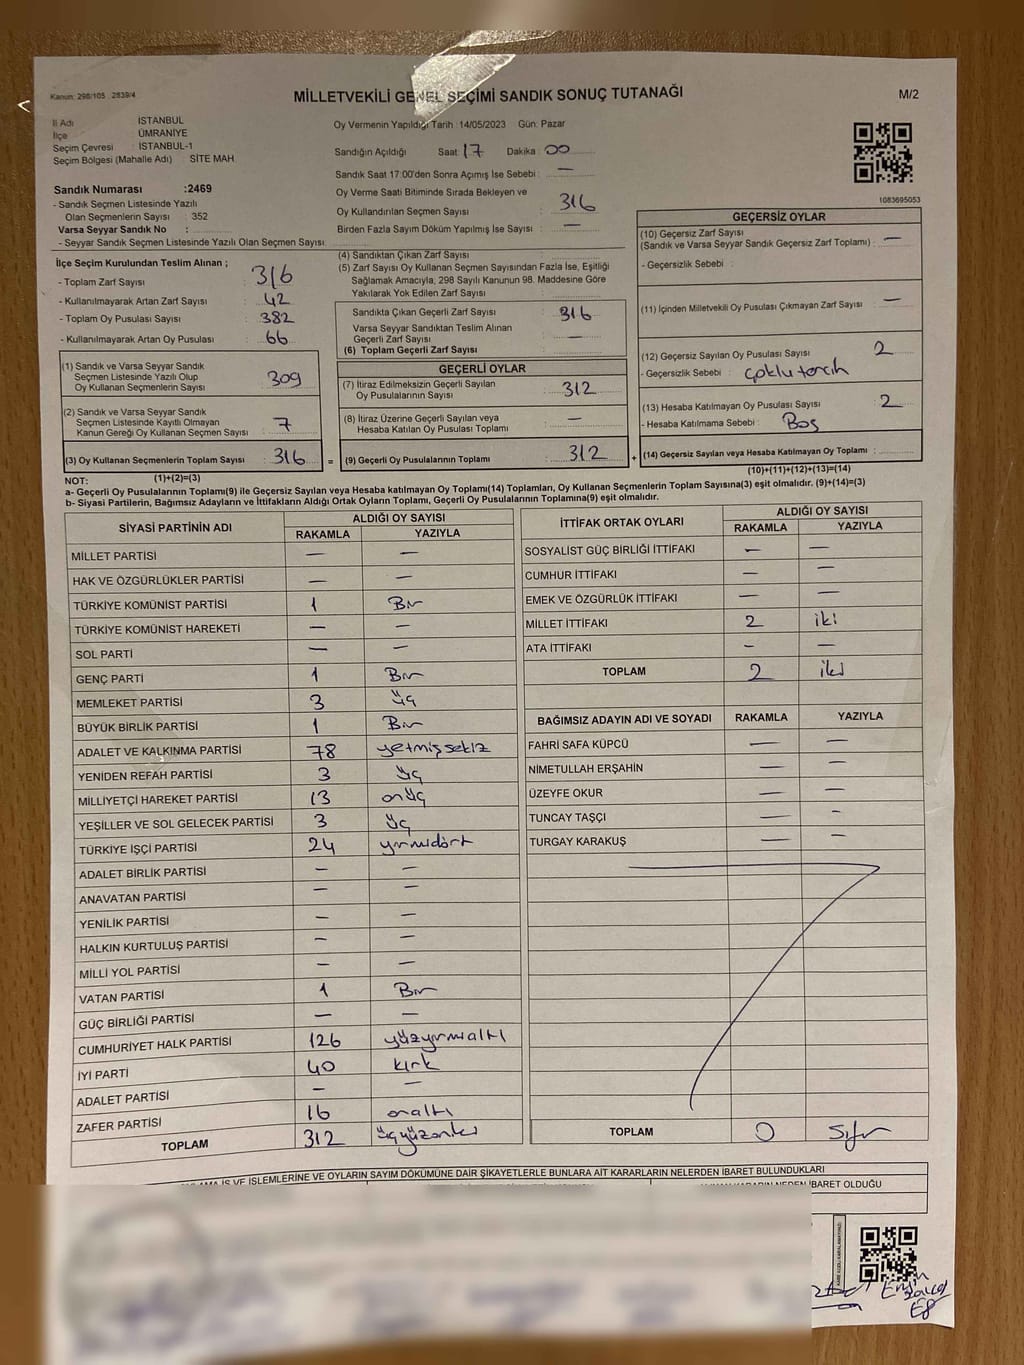 Kanun: 298/105 . 2839/4
MİLLETVEKİLİ GENEL SEÇİMİ SANDIK SONUÇ TUTANAĞI
M/2
İl Adı İSTANBUL
İlçe ÜMRANİYE
Seçim Çevresi : İSTANBUL-1
Seçim Bölgesi (Mahalle Adı) : SİTE MAH.
Sandık Numarası :2469
- Sandık Seçmen Listesinde Yazılı
Olan Seçmenlerin Sayısı : 352
Varsa Seyyar Sandık No :
- Seyyar Sandık Seçmen Listesinde Yazılı Olan Seçmen Sayısı:
Oy Vermenin Yapıldığı Tarih : 14/05/2023 Gün: Pazar
Sandığın Açıldığı Saat: 17 Dakika: 00
Sandık Saat 17:00'den Sonra Açımış İse Sebebi : —
Oy Verme Saati Bitiminde Sırada Bekleyen ve
Oy Kullandırılan Seçmen Sayısı : 316
Birden Fazla Sayım Döküm Yapılmış İse Sayısı : —
1083695053
İlçe Seçim Kurulundan Teslim Alınan ;
- Toplam Zarf Sayısı : 316
- Kullanılmayarak Artan Zarf Sayısı : 42
- Toplam Oy Pusulası Sayısı : 382
- Kullanılmayarak Artan Oy Pusulası : 66
(4) Sandıktan Çıkan Zarf Sayısı :
(5) Zarf Sayısı Oy Kullanan Seçmen Sayısından Fazla İse, Eşitliği
Sağlamak Amacıyla, 298 Sayılı Kanunun 98. Maddesine Göre
Yakılarak Yok Edilen Zarf Sayısı :
Sandıkta Çıkan Geçerli Zarf Sayısı : 316
Varsa Seyyar Sandıktan Teslim Alınan
Geçerli Zarf Sayısı : —
(6) Toplam Geçerli Zarf Sayısı :
GEÇERSİZ OYLAR
(10) Geçersiz Zarf Sayısı
(Sandık ve Varsa Seyyar Sandık Geçersiz Zarf Toplamı) : —
- Geçersizlik Sebebi :
(11) İçinden Milletvekili Oy Pusulası Çıkmayan Zarf Sayısı : —
(12) Geçersiz Sayılan Oy Pusulası Sayısı : 2
- Geçersizlik Sebebi : çoklu tercih
(13) Hesaba Katılmayan Oy Pusulası Sayısı : 2
- Hesaba Katılmama Sebebi : Boş
(14) Geçersiz Sayılan veya Hesaba Katılmayan Oy Toplamı :
(10)+(11)+(12)+(13)=(14)
(1) Sandık ve Varsa Seyyar Sandık
Seçmen Listesinde Yazılı Olup
Oy Kullanan Seçmenlerin Sayısı : 309
(2) Sandık ve Varsa Seyyar Sandık
Seçmen Listesinde Kayıtlı Olmayan
Kanun Gereği Oy Kullanan Seçmen Sayısı : 7
(3) Oy Kullanan Seçmenlerin Toplam Sayısı : 316 =
(1)+(2)=(3)
GEÇERLİ OYLAR
(7) İtiraz Edilmeksizin Geçerli Sayılan
Oy Pusulalarının Sayısı : 312
(8) İtiraz Üzerine Geçerli Sayılan veya
Hesaba Katılan Oy Pusulası Toplamı : —
(9) Geçerli Oy Pusulalarının Toplamı : 312 +
NOT:
a- Geçerli Oy Pusulalarının Toplamı(9) ile Geçersiz Sayılan veya Hesaba katılmayan Oy Toplamı(14) Toplamları, Oy Kullanan Seçmenlerin Toplam Sayısına(3) eşit olmalıdır. (9)+(14)=(3)
b- Siyasi Partilerin, Bağımsız Adayların ve İttifakların Aldığı Ortak Oyların Toplamı, Geçerli Oy Pusulalarının Toplamına(9) eşit olmalıdır.
SİYASİ PARTİNİN ADI ALDIĞI OY SAYISI
RAKAMLA YAZIYLA
MİLLET PARTİSİ — —
HAK VE ÖZGÜRLÜKLER PARTİSİ — —
TÜRKİYE KOMÜNİST PARTİSİ 1 Bir
TÜRKİYE KOMÜNİST HAREKETİ — —
SOL PARTİ — —
GENÇ PARTİ 1 Bir
MEMLEKET PARTİSİ 3 üç
BÜYÜK BİRLİK PARTİSİ 1 Bir
ADALET VE KALKINMA PARTİSİ 78 yetmişsekiz
YENİDEN REFAH PARTİSİ 3 üç
MİLLİYETÇİ HAREKET PARTİSİ 13 onüç
YEŞİLLER VE SOL GELECEK PARTİSİ 3 üç
TÜRKİYE İŞÇİ PARTİSİ 24 yirmidört
ADALET BİRLİK PARTİSİ — —
ANAVATAN PARTİSİ — —
YENİLİK PARTİSİ — —
HALKIN KURTULUŞ PARTİSİ — —
MİLLİ YOL PARTİSİ — —
VATAN PARTİSİ 1 Bir
GÜÇ BİRLİĞİ PARTİSİ — —
CUMHURİYET HALK PARTİSİ 126 yüzyirmialtı
İYİ PARTİ 40 kırk
ADALET PARTİSİ — —
ZAFER PARTİSİ 16 onaltı
TOPLAM 312 üçyüzoniki
İTTİFAK ORTAK OYLARI ALDIĞI OY SAYISI
RAKAMLA YAZIYLA
SOSYALİST GÜÇ BİRLİĞİ İTTİFAKI — —
CUMHUR İTTİFAKI — —
EMEK VE ÖZGÜRLÜK İTTİFAKI — —
MİLLET İTTİFAKI 2 iki
ATA İTTİFAKI — —
TOPLAM 2 iki
BAĞIMSIZ ADAYIN ADI VE SOYADI RAKAMLA YAZIYLA
FAHRİ SAFA KÜPCÜ — —
NİMETULLAH ERŞAHİN — —
ÜZEYFE OKUR — —
TUNCAY TAŞÇI — —
TURGAY KARAKUŞ — —
TOPLAM 0 Sıfır
İŞ VE İŞLEMLERİNE VE OYLARIN SAYIM DÖKÜMÜNE DAİR ŞİKAYETLERLE BUNLARA AİT KARARLARIN NELERDEN İBARET BULUNDUKLARI
İBARET OLDUĞU